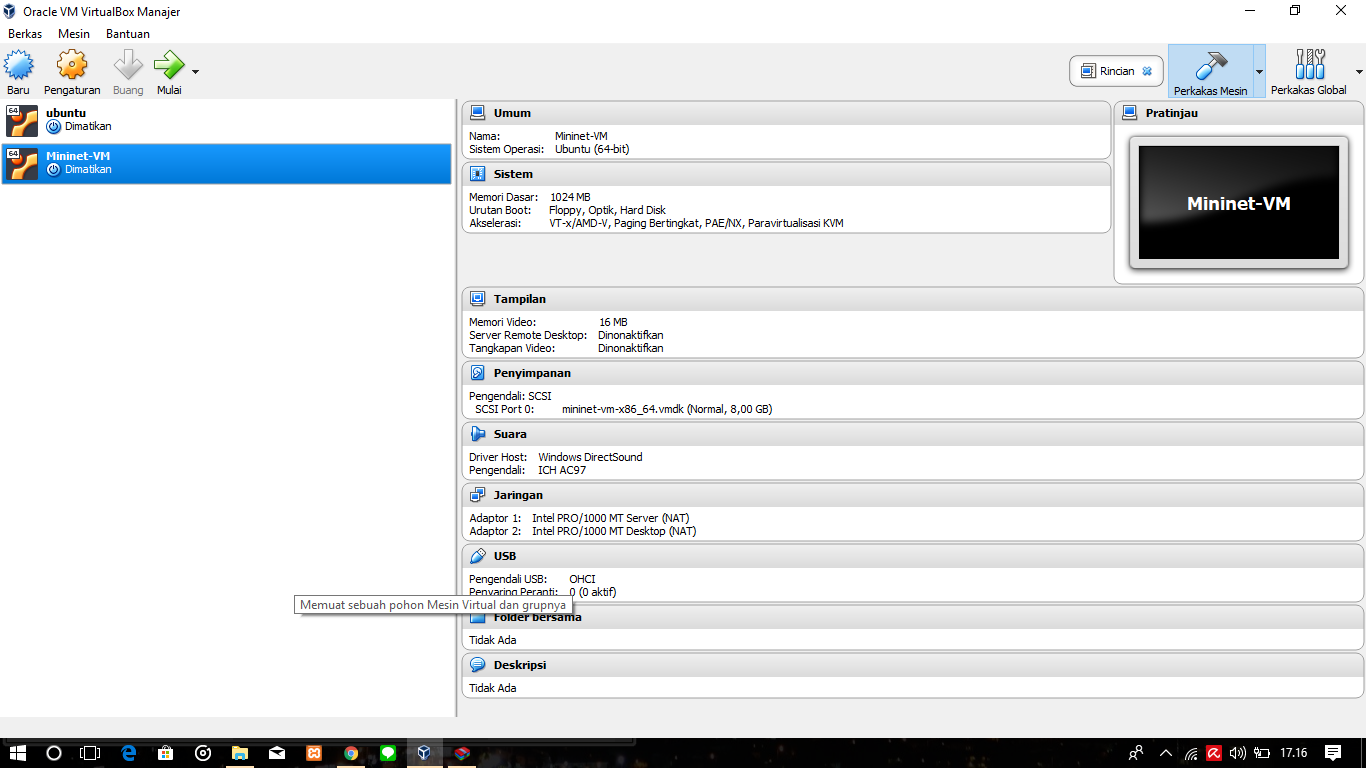 Oracle VM VirtualBox Manajer
Berkas Mesin Bantuan
Baru Pengaturan Buang Mulai
Rincian
Perkakas Mesin Perkakas Global
64 ubuntu
Dimatikan
64 Mininet-VM
Dimatikan
Umum
Nama: Mininet-VM
Sistem Operasi: Ubuntu (64-bit)
Sistem
Memori Dasar: 1024 MB
Urutan Boot: Floppy, Optik, Hard Disk
Akselerasi: VT-x/AMD-V, Paging Bertingkat, PAE/NX, Paravirtualisasi KVM
Pratinjau
Mininet-VM
Tampilan
Memori Video: 16 MB
Server Remote Desktop: Dinonaktifkan
Tangkapan Video: Dinonaktifkan
Penyimpanan
Pengendali: SCSI
SCSI Port 0: mininet-vm-x86_64.vmdk (Normal, 8,00 GB)
Suara
Driver Host: Windows DirectSound
Pengendali: ICH AC97
Jaringan
Adaptor 1: Intel PRO/1000 MT Server (NAT)
Adaptor 2: Intel PRO/1000 MT Desktop (NAT)
USB
Pengendali USB: OHCI
Penyaring Peranti: 0 (0 aktif)
Memuat sebuah pohon Mesin Virtual dan grupnya
Folder bersama
Tidak Ada
Deskripsi
Tidak Ada
17.16